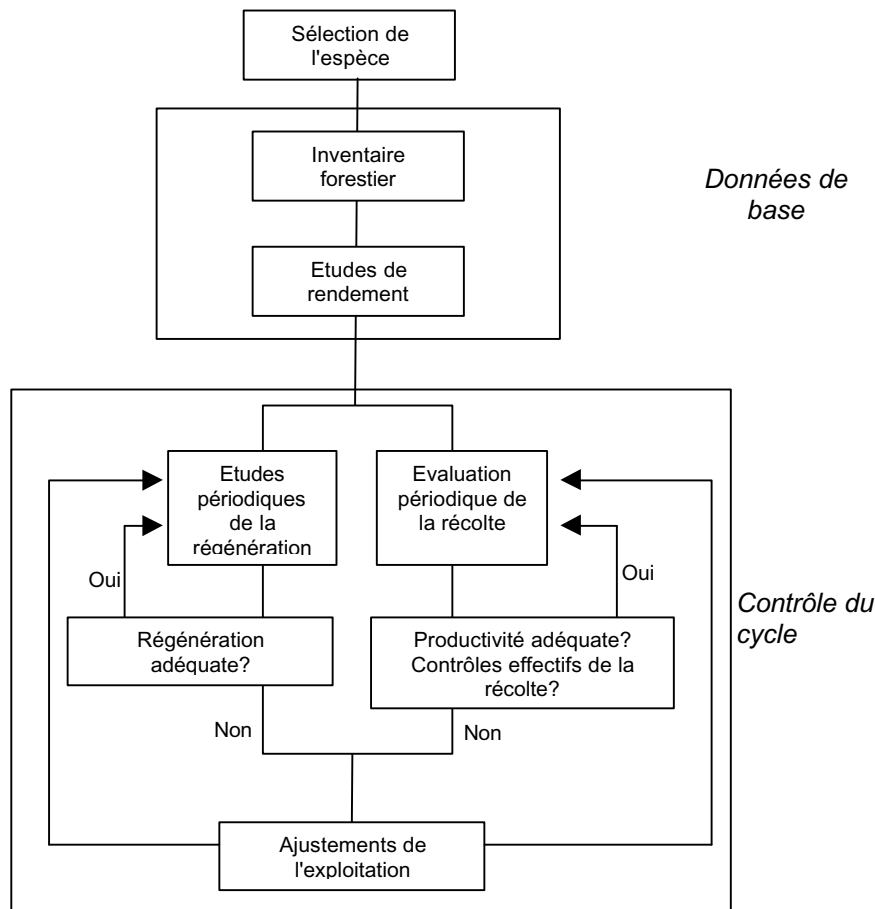 Sélection de
l'espèce
Inventaire
forestier
Données de
base
Etudes de
rendement
Etudes
périodiques
de la
régénération
Evaluation
périodique de
la récolte
Oui
Oui
Contrôle du
cycle
Régénération
adéquate?
Productivité adéquate?
Contrôles effectifs de la
récolte?
Non
Non
Ajustements de
l'exploitation